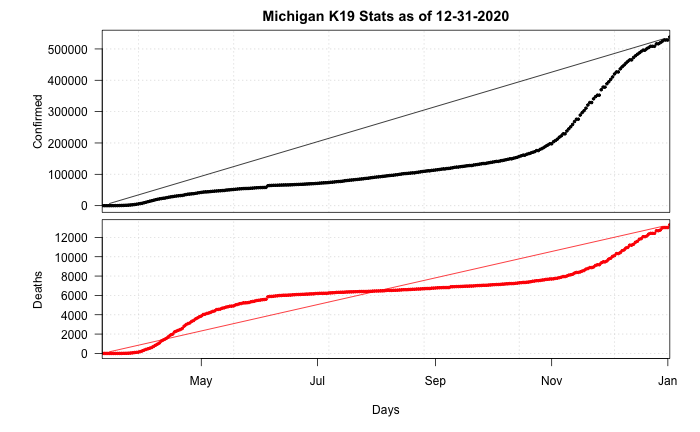 Michigan K19 Stats as of 12-31-2020
Confirmed
500000
400000
300000
200000
100000
0
Deaths
12000
10000
8000
6000
4000
2000
0
May Jul Sep Nov Jan
Days